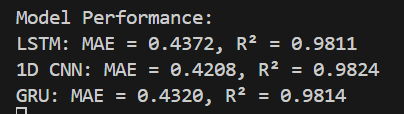 Model Performance:
LSTM: MAE = 0.4372, R² = 0.9811
1D CNN: MAE = 0.4208, R² = 0.9824
GRU: MAE = 0.4320, R² = 0.9814